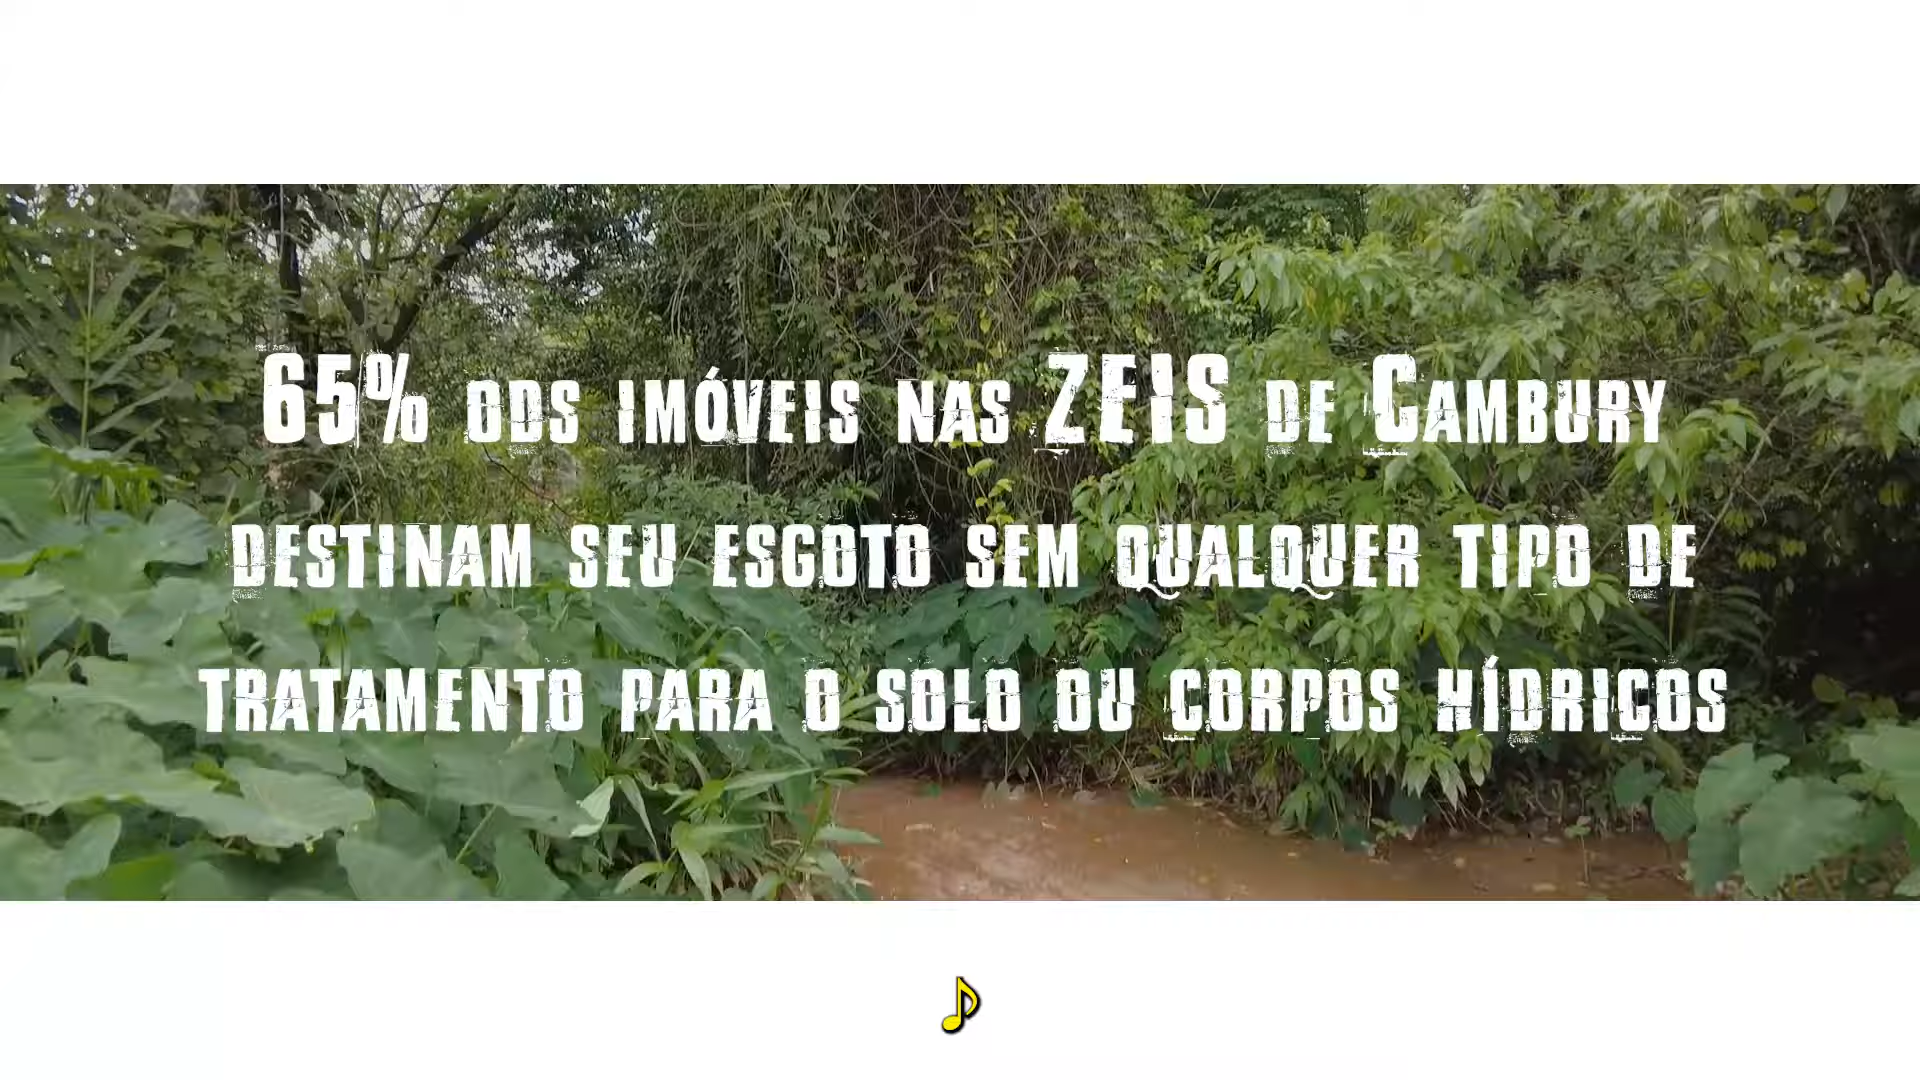 65% ods imóveis nas ZEIS de Cambury
destinam seu esgoto sem qualquer tipo de
tratamento para o solo ou corpos hídricos